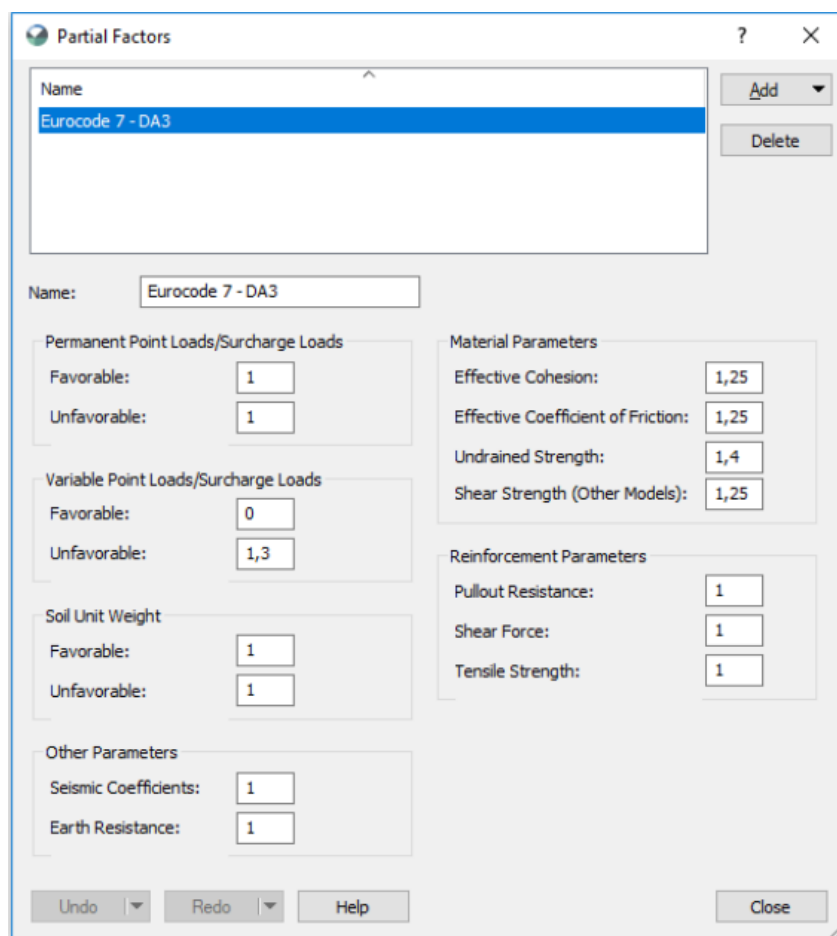 Partial Factors
?
Name
Add
Eurocode 7 - DA3
Delete
Name: Eurocode 7 - DA3
Permanent Point Loads/Surcharge Loads
Favorable: 1
Unfavorable: 1
Variable Point Loads/Surcharge Loads
Favorable: 0
Unfavorable: 1,3
Soil Unit Weight
Favorable: 1
Unfavorable: 1
Other Parameters
Seismic Coefficients: 1
Earth Resistance: 1
Material Parameters
Effective Cohesion: 1,25
Effective Coefficient of Friction: 1,25
Undrained Strength: 1,4
Shear Strength (Other Models): 1,25
Reinforcement Parameters
Pullout Resistance: 1
Shear Force: 1
Tensile Strength: 1
Undo
Redo
Help
Close